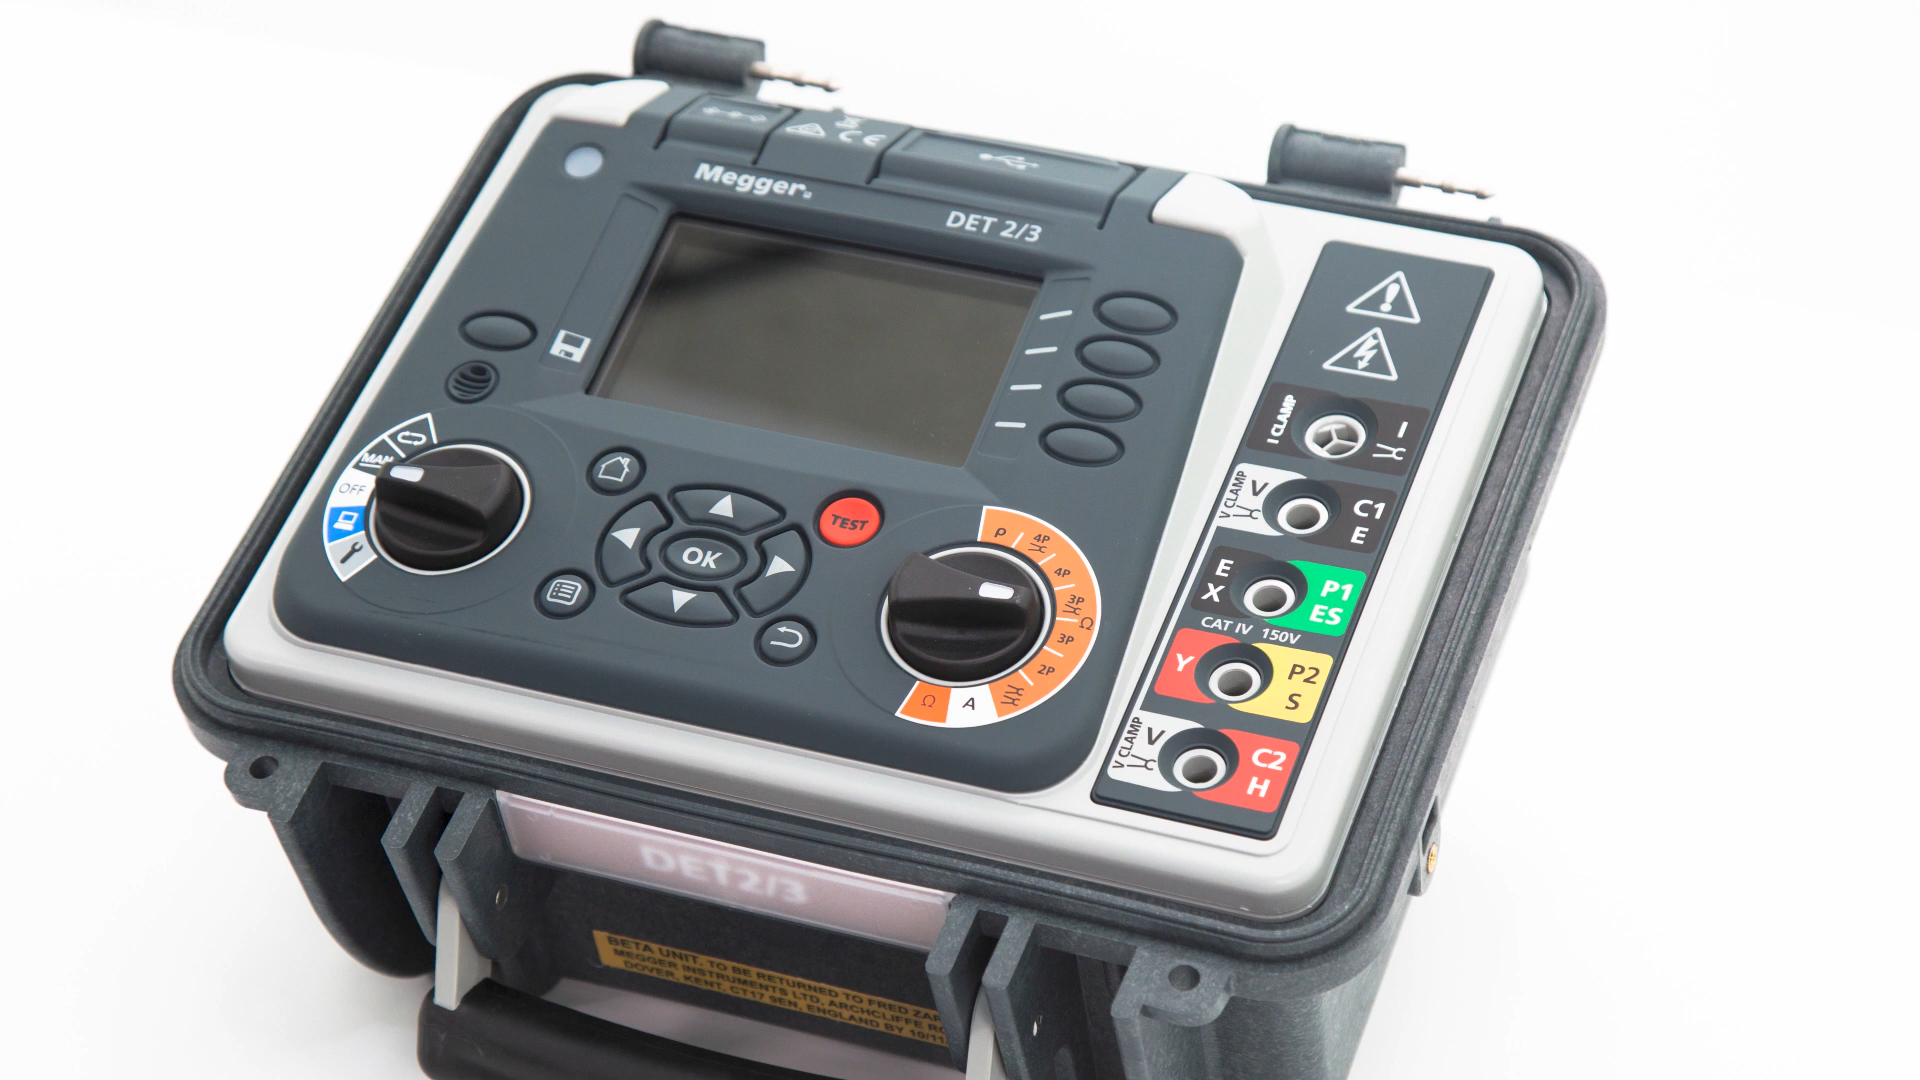 Megger.
DET 2/3
MAN
OFF
OK
TEST
ρ
4P
4P
3P
Ω
3P
2P
A
Ω
I CLAMP
I
V CLAMP
V
C1
E
E
X
P1
ES
CAT IV 150V
Y
P2
S
V CLAMP
V
C2
H
DET2/3
BETA UNIT. TO BE RETURNED TO FRED
MEGGER INSTRUMENTS LTD, ARCHCLIFFE
DOVER, KENT, CT17 9EN, ENGLAND BY